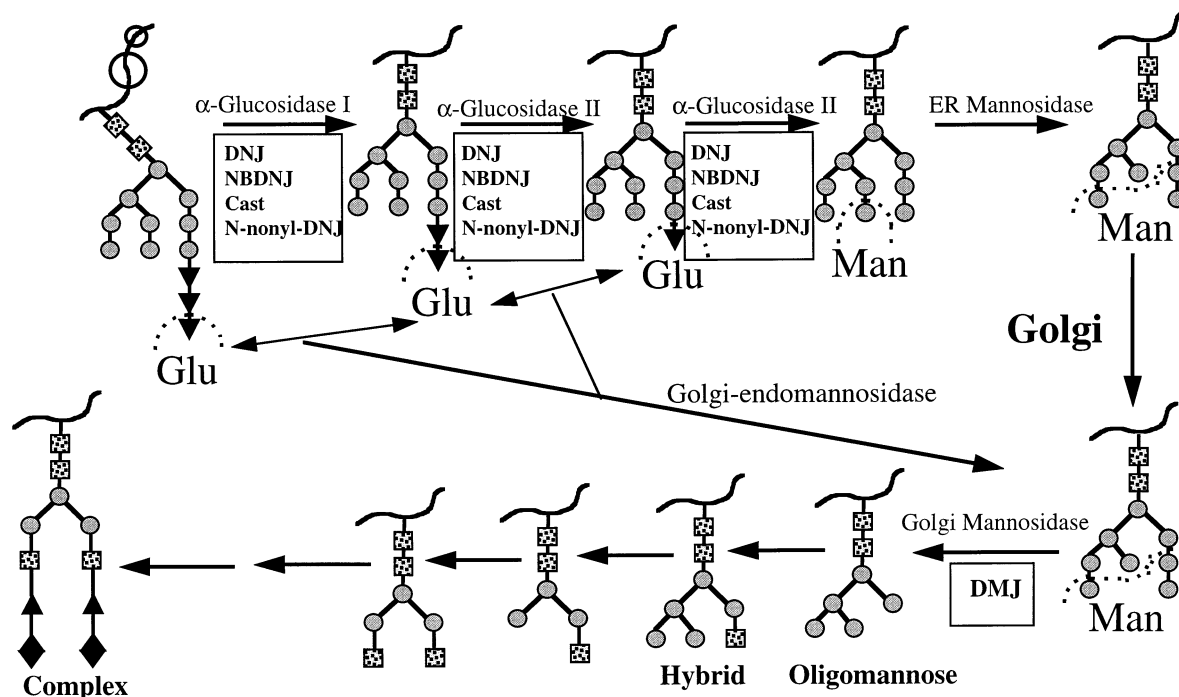 α-Glucosidase I
α-Glucosidase II
α-Glucosidase II
ER Mannosidase
DNJ
NBDNJ
Cast
N-nonyl-DNJ
DNJ
NBDNJ
Cast
N-nonyl-DNJ
DNJ
NBDNJ
Cast
N-nonyl-DNJ
Glu
Glu
Glu
Man
Man
Golgi
Golgi-endomannosidase
Golgi Mannosidase
DMJ
Man
Complex
Hybrid
Oligomannose